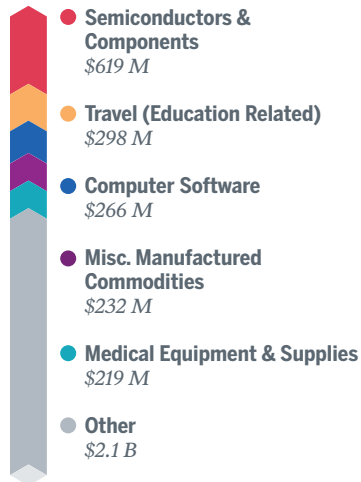 Semiconductors &
Components
$619 M
Travel (Education Related)
$298 M
Computer Software
$266 M
Misc. Manufactured
Commodities
$232 M
Medical Equipment & Supplies
$219 M
Other
$2.1 B